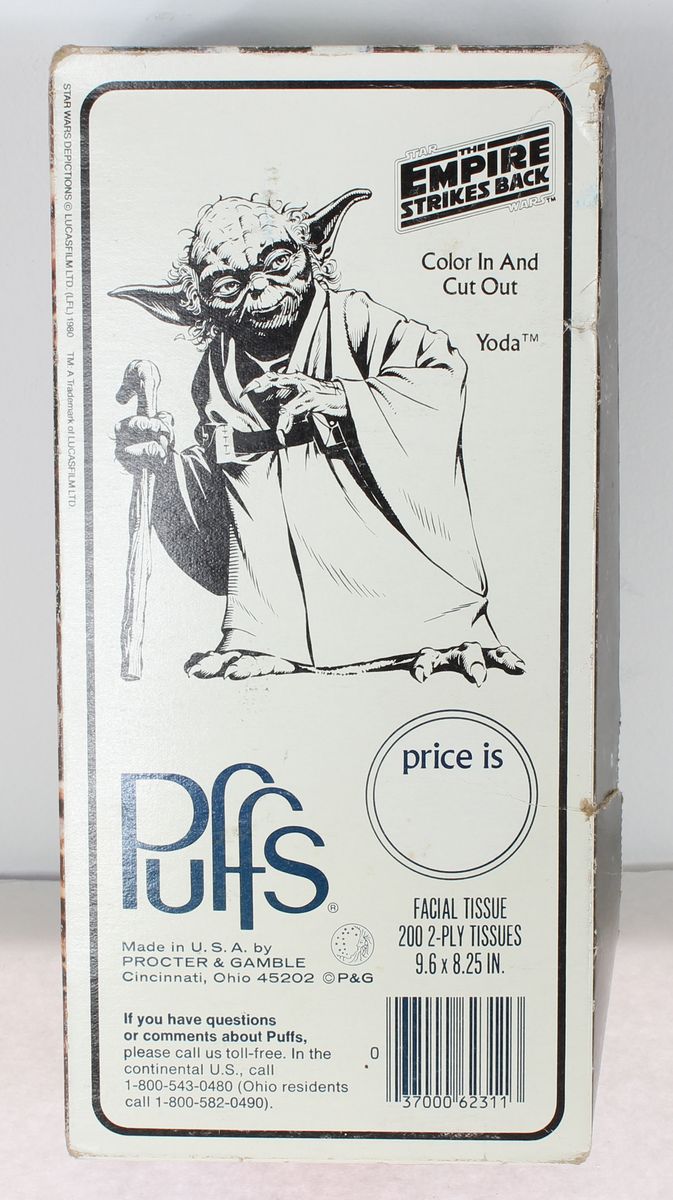 STAR WARS DEPICTIONS © LUCASFILM LTD. (LFL) 1980 TM: A Trademark of LUCASFILM LTD.
STAR
THE
EMPIRE
STRIKES BACK
WARS™
Color In And
Cut Out
Yoda™
price is
Puffs®
FACIAL TISSUE
200 2-PLY TISSUES
9.6 x 8.25 IN.
Made in U. S. A. by
PROCTER & GAMBLE
Cincinnati, Ohio 45202 ©P&G
If you have questions
or comments about Puffs,
please call us toll-free. In the
continental U.S., call
1-800-543-0480 (Ohio residents
call 1-800-582-0490).
0
37000 62311